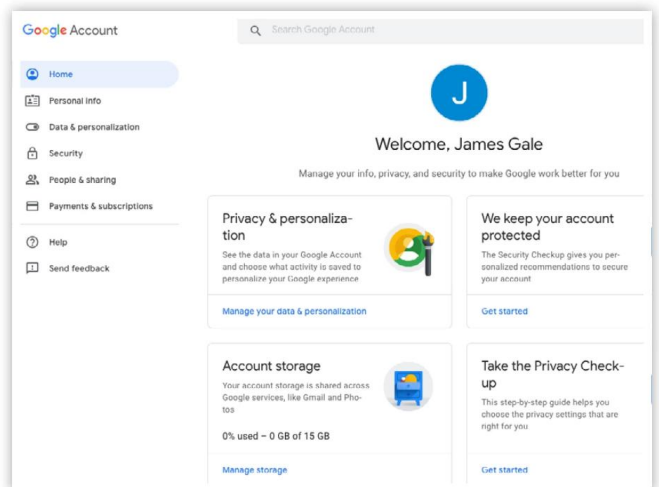 Google Account
Search Google Account
Home
Personal info
Data & personalization
Security
People & sharing
Payments & subscriptions
Help
Send feedback
J
Welcome, James Gale
Manage your info, privacy, and security to make Google work better for you
Privacy & personaliza-
tion
See the data in your Google Account
and choose what activity is saved to
personalize your Google experience
Manage your data & personalization
We keep your account
protected
The Security Checkup gives you per-
sonalized recommendations to secure
your account
Get started
Account storage
Your account storage is shared across
Google services, like Gmail and Pho-
tos
0% used – 0 GB of 15 GB
Manage storage
Take the Privacy Check-
up
This step-by-step guide helps you
choose the privacy settings that are
right for you
Get started